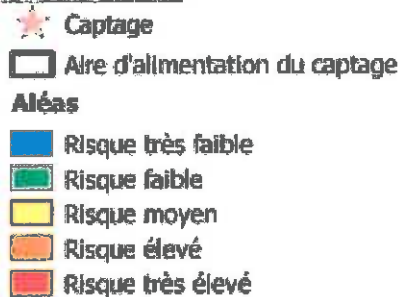 Captage
Aire d'alimentation du captage
Aléas
Risque très faible
Risque faible
Risque moyen
Risque élevé
Risque très élevé